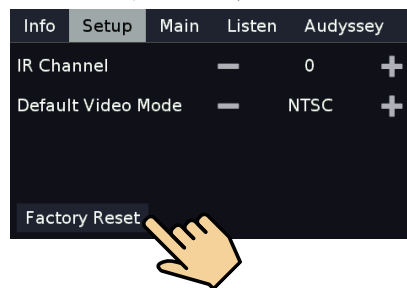 Info Setup Main Listen Audyssey
IR Channel − 0 +
Default Video Mode − NTSC +
Factory Reset